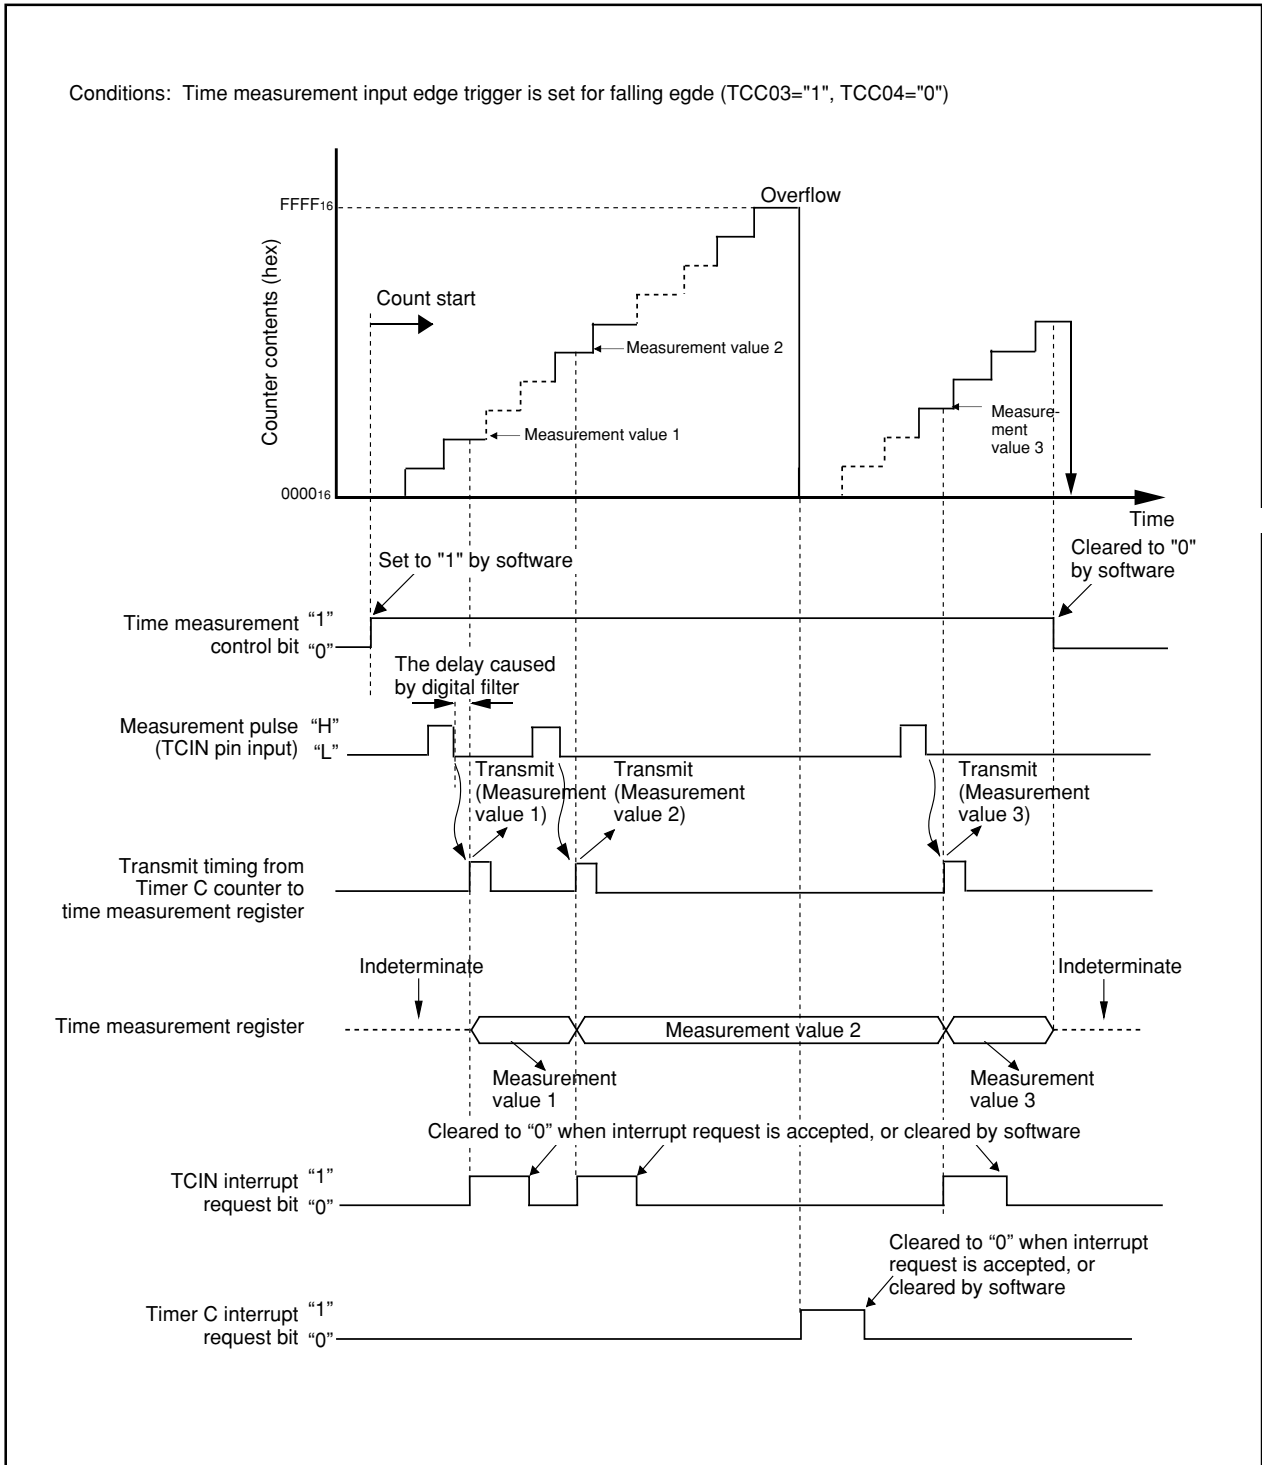 Conditions: Time measurement input edge trigger is set for falling egde (TCC03="1", TCC04="0")
Overflow
FFFF16
Counter contents (hex)
Count start
Measurement value 2
Measurement value 1
Measure-
ment
value 3
000016
Time
Set to "1" by software
Cleared to "0"
by software
Time measurement “1”
control bit “0”
The delay caused
by digital filter
Measurement pulse “H”
(TCIN pin input) “L”
Transmit
(Measurement
value 1)
Transmit
(Measurement
value 2)
Transmit
(Measurement
value 3)
Transmit timing from
Timer C counter to
time measurement register
Indeterminate
Indeterminate
Time measurement register
Measurement value 2
Measurement
value 1
Measurement
value 3
Cleared to “0” when interrupt request is accepted, or cleared by software
TCIN interrupt “1”
request bit “0”
Cleared to “0” when interrupt
request is accepted, or
cleared by software
Timer C interrupt “1”
request bit “0”